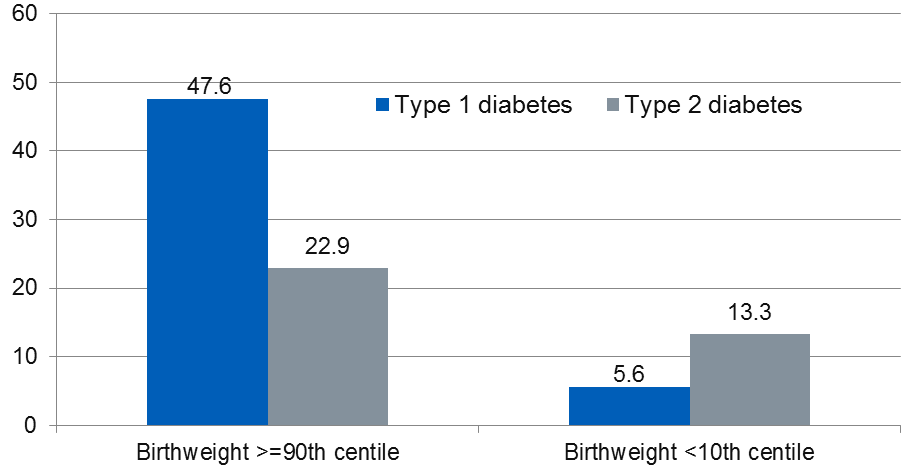 60
50
40
30
20
10
0
47.6
22.9
5.6
13.3
Type 1 diabetes
Type 2 diabetes
Birthweight >=90th centile
Birthweight <10th centile